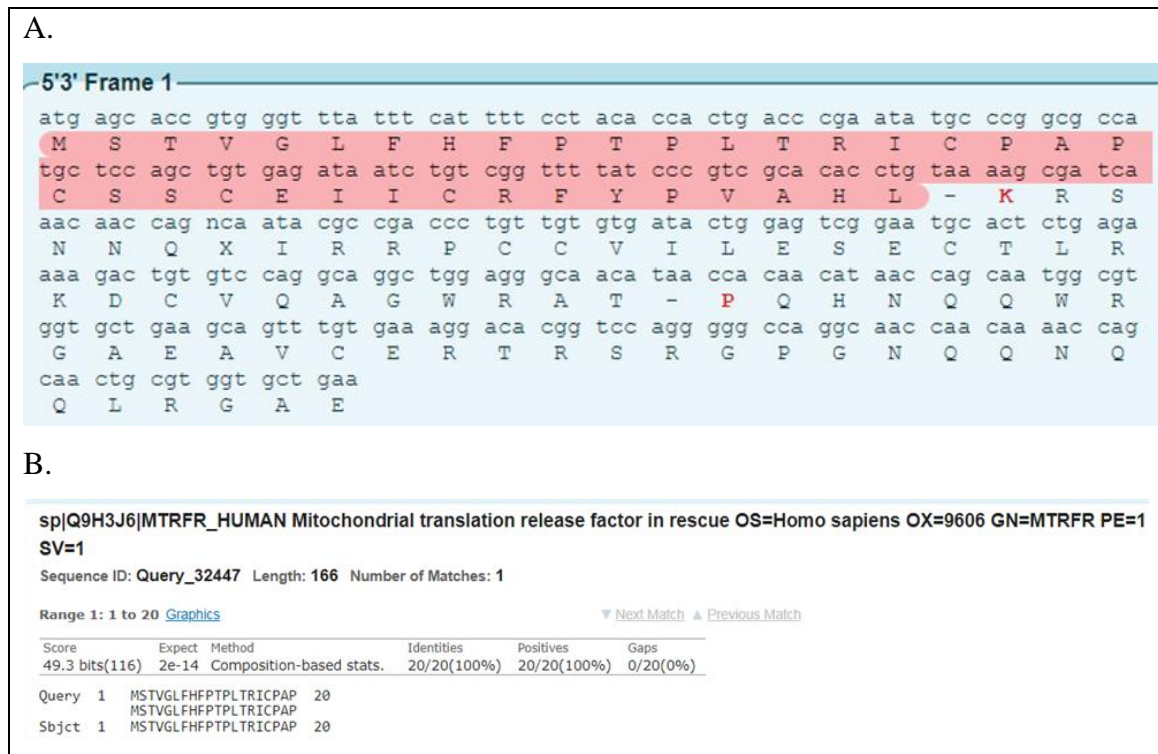 A.
5'3' Frame 1
atg agc acc gtg ggt tta ttt cat ttt cct aca cca ctg acc cga ata tgc ccg gcg cca
M S T V G L F H F P T P L T R I C P A P
tgc tcc agc tgt gag ata atc tgt cgg ttt tat ccc gtc gca cac ctg taa aag cga tca
C S S C E I I C R F Y P V A H L - K R S
aac aac cag nca ata cgc cga ccc tgt tgt gtg ata ctg gag tcg gaa tgc act ctg aga
N N Q X I R R P C C V I L E S E C T L R
aaa gac tgt gtc cag gca ggc tgg agg gca aca taa cca caa cat aac cag caa tgg cgt
K D C V Q A G W R A T - P Q H N Q Q W R
ggt gct gaa gca gtt tgt gaa agg aca cgg tcc agg ggg cca ggc aac caa caa aac cag
G A E A V C E R T R S R G P G N Q Q N Q
caa ctg cgt ggt gct gaa
Q L R G A E
B.
sp|Q9H3J6|MTRFR_HUMAN Mitochondrial translation release factor in rescue OS=Homo sapiens OX=9606 GN=MTRFR PE=1
SV=1
Sequence ID: Query_32447 Length: 166 Number of Matches: 1
Range 1: 1 to 20 Graphics ▼ Next Match ▲ Previous Match
Score Expect Method Identities Positives Gaps
49.3 bits(116) 2e-14 Composition-based stats. 20/20(100%) 20/20(100%) 0/20(0%)
Query 1 MSTVGLFHFPTPLTRICPAP 20
MSTVGLFHFPTPLTRICPAP
Sbjct 1 MSTVGLFHFPTPLTRICPAP 20